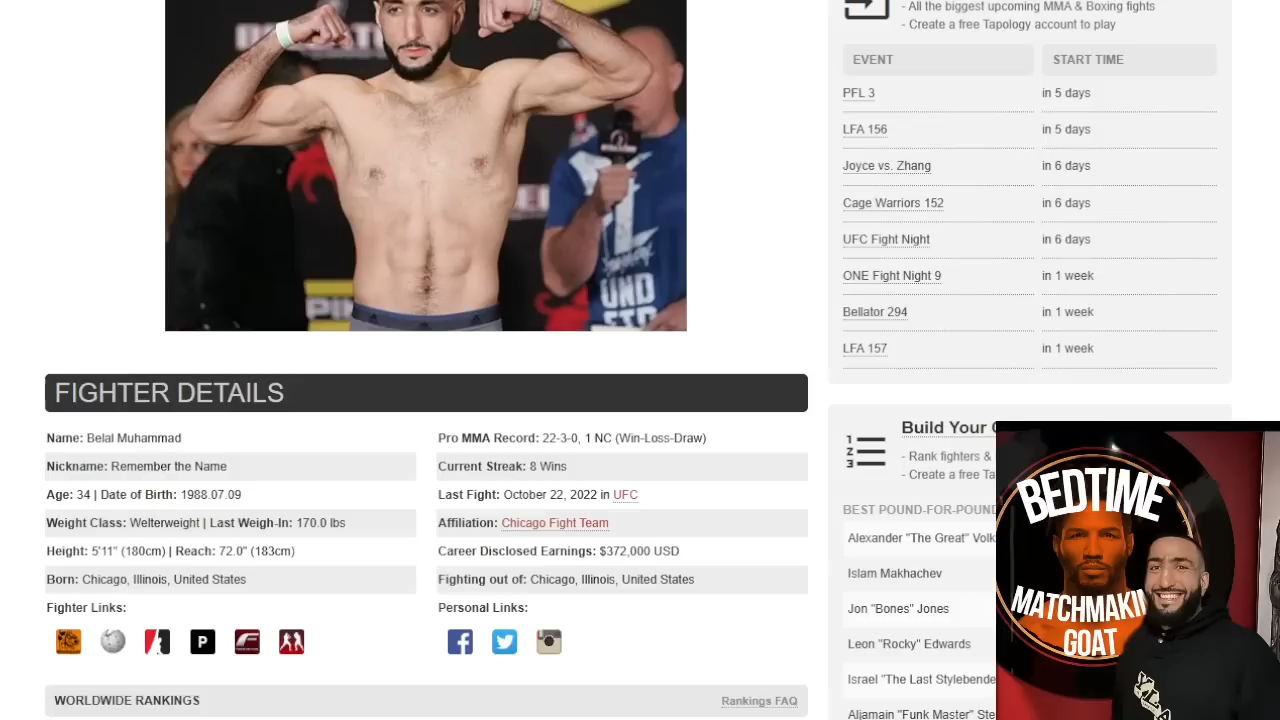 - All the biggest upcoming MMA & Boxing fights
- Create a free Tapology account to play
EVENT START TIME
PFL 3 in 5 days
LFA 156 in 5 days
Joyce vs. Zhang in 6 days
Cage Warriors 152 in 6 days
UFC Fight Night in 6 days
ONE Fight Night 9 in 1 week
Bellator 294 in 1 week
LFA 157 in 1 week
UND
FIGHTER DETAILS
Name: Belal Muhammad
Nickname: Remember the Name
Age: 34 | Date of Birth: 1988.07.09
Weight Class: Welterweight | Last Weigh-In: 170.0 lbs
Height: 5'11" (180cm) | Reach: 72.0" (183cm)
Born: Chicago, Illinois, United States
Fighter Links:
Pro MMA Record: 22-3-0, 1 NC (Win-Loss-Draw)
Current Streak: 8 Wins
Last Fight: October 22, 2022 in UFC
Affiliation: Chicago Fight Team
Career Disclosed Earnings: $372,000 USD
Fighting out of: Chicago, Illinois, United States
Personal Links:
P
WORLDWIDE RANKINGS Rankings FAQ
1
2
3
Build Your
- Rank fighters &
- Create a free Ta
BEST POUND-FOR-POUND
Alexander "The Great" Volk
Islam Makhachev
Jon "Bones" Jones
Leon "Rocky" Edwards
Israel "The Last Stylebende
Aljamain "Funk Master" Ste
BEDTIME
MATCHMAKI
GOAT